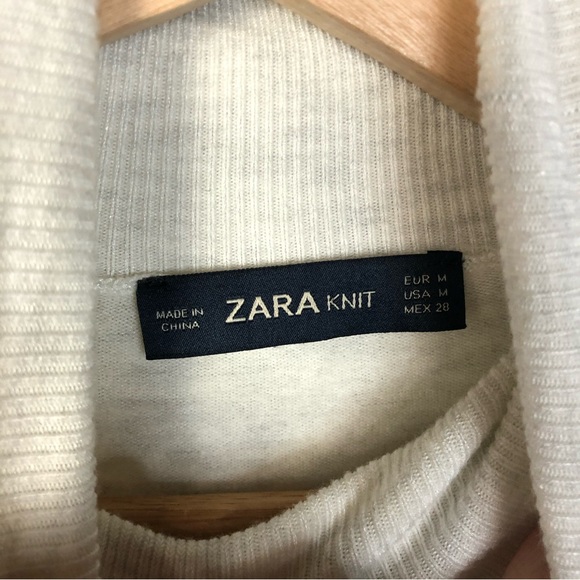 MADE IN
CHINA
ZARA KNIT
EUR M
USA M
MEX 28